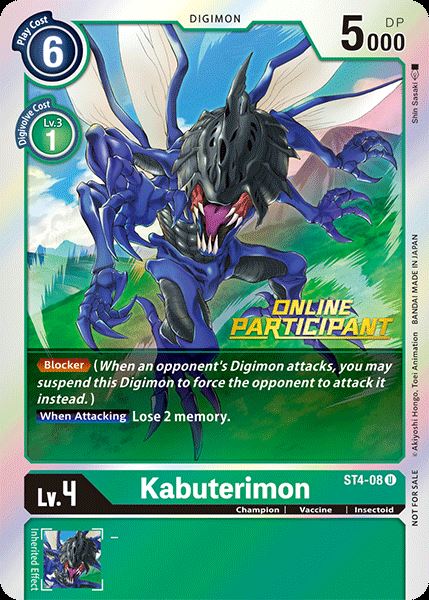 DIGIMON
Play Cost
6
DP
5000
Digivolve Cost
Lv.3
1
Shin Sasaki
ONLINE
PARTICIPANT
Blocker (When an opponent's Digimon attacks, you may
suspend this Digimon to force the opponent to attack it
instead.)
When Attacking Lose 2 memory.
©Akiyoshi Hongo, Toei Animation BANDAI MADE IN JAPAN
NOT FOR SALE
Lv.4
Kabuterimon
ST4-08 U
Champion | Vaccine | Insectoid
Inherited Effect
-